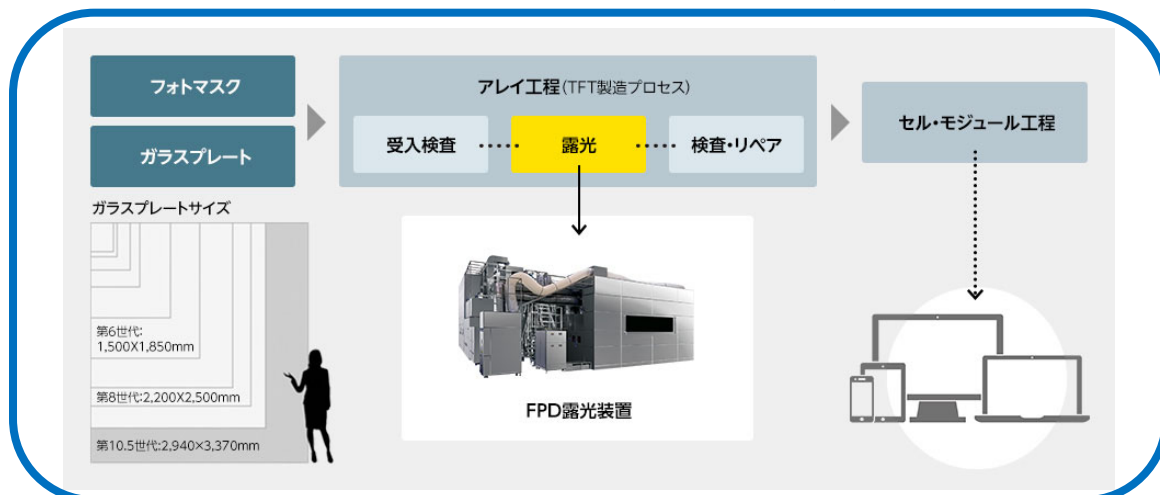 フォトマスク
ガラスプレート
アレイ工程(TFT製造プロセス)
受入検査
露光
検査・リペア
セル・モジュール工程
ガラスプレートサイズ
第6世代:
1,500X1,850mm
第8世代:2,200X2,500mm
第10.5世代:2,940×3,370mm
FPD露光装置